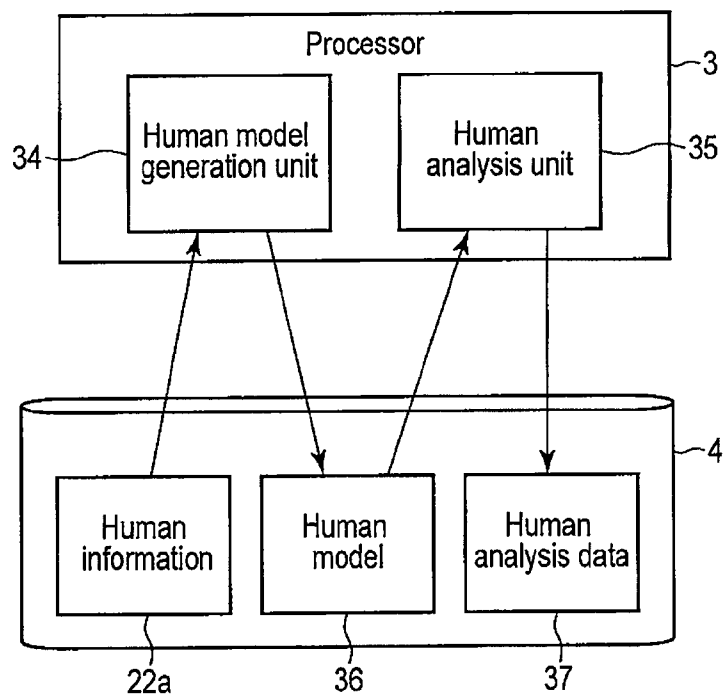 Processor
3
Human model
generation unit
34
Human
analysis unit
35
4
Human
information
Human
model
Human
analysis data
22a
36
37